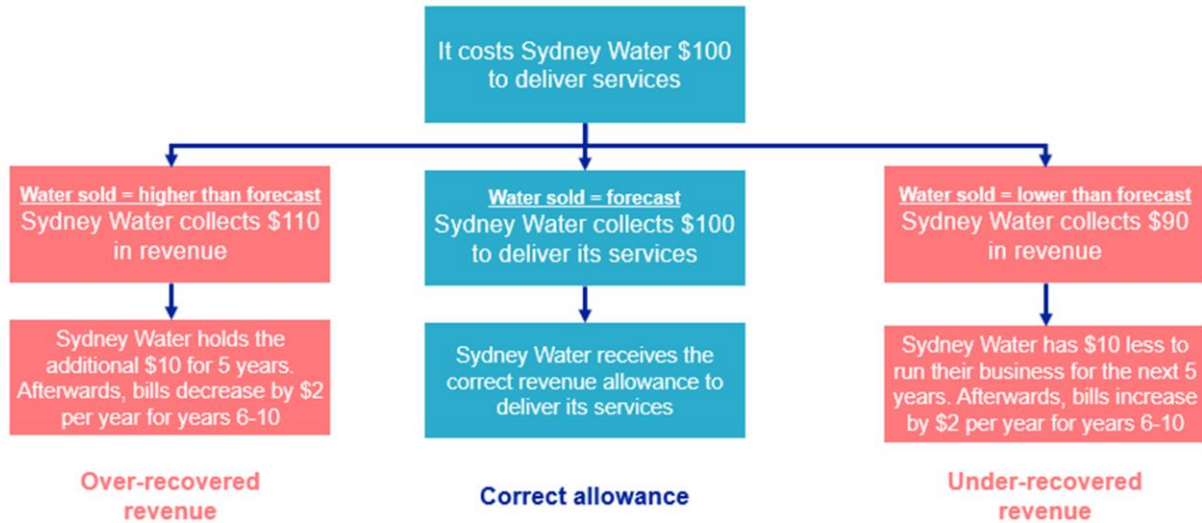 It costs Sydney Water $100
to deliver services
Water sold = higher than forecast
Sydney Water collects $110
in revenue
Water sold = forecast
Sydney Water collects $100
to deliver its services
Water sold = lower than forecast
Sydney Water collects $90
in revenue
Sydney Water holds the
additional $10 for 5 years.
Afterwards, bills decrease by $2
per year for years 6-10
Sydney Water receives the
correct revenue allowance to
deliver its services
Sydney Water has $10 less to
run their business for the next 5
years. Afterwards, bills increase
by $2 per year for years 6-10
Over-recovered
revenue
Correct allowance
Under-recovered
revenue